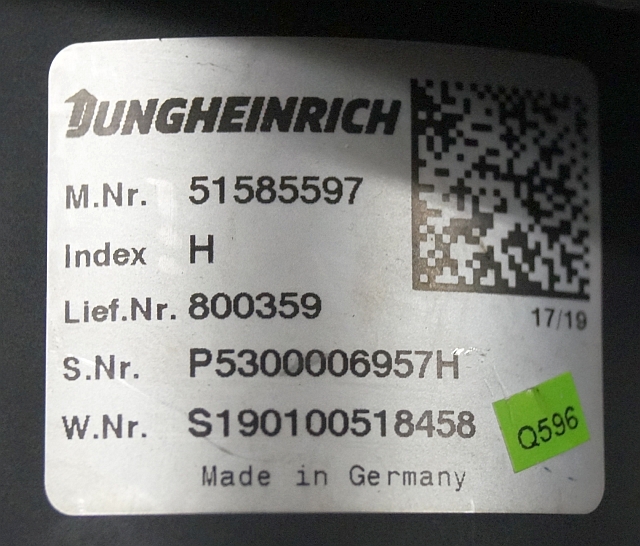 JUNGHEINRICH
M.Nr. 51585597
Index H
Lief.Nr. 800359
17/19
S.Nr. P5300006957H
W.Nr. S190100518458
Q596
Made in Germany